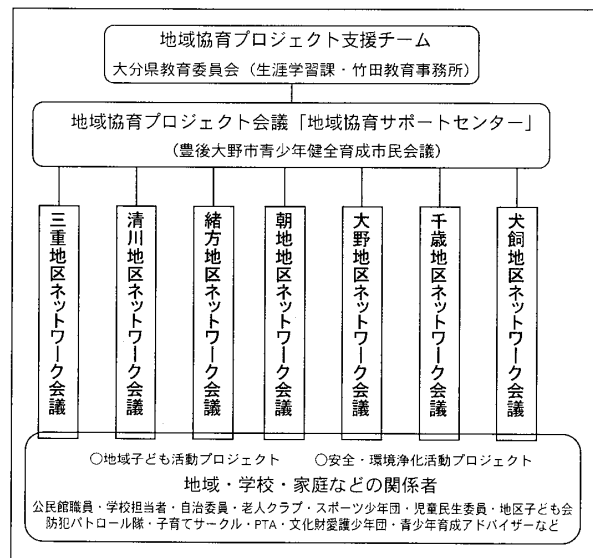 地域協育プロジェクト支援チーム
大分県教育委員会（生涯学習課・竹田教育事務所）
地域協育プロジェクト会議「地域協育サポートセンター」
（豊後大野市青少年健全育成市民会議）
三重地区ネットワーク会議
清川地区ネットワーク会議
緒方地区ネットワーク会議
朝地地区ネットワーク会議
大野地区ネットワーク会議
千歳地区ネットワーク会議
犬飼地区ネットワーク会議
○地域子ども活動プロジェクト　○安全・環境浄化活動プロジェクト
地域・学校・家庭などの関係者
公民館職員・学校担当者・自治委員・老人クラブ・スポーツ少年団・児童民生委員・地区子ども会
防犯パトロール隊・子育てサークル・PTA・文化財愛護少年団・青少年育成アドバイザーなど